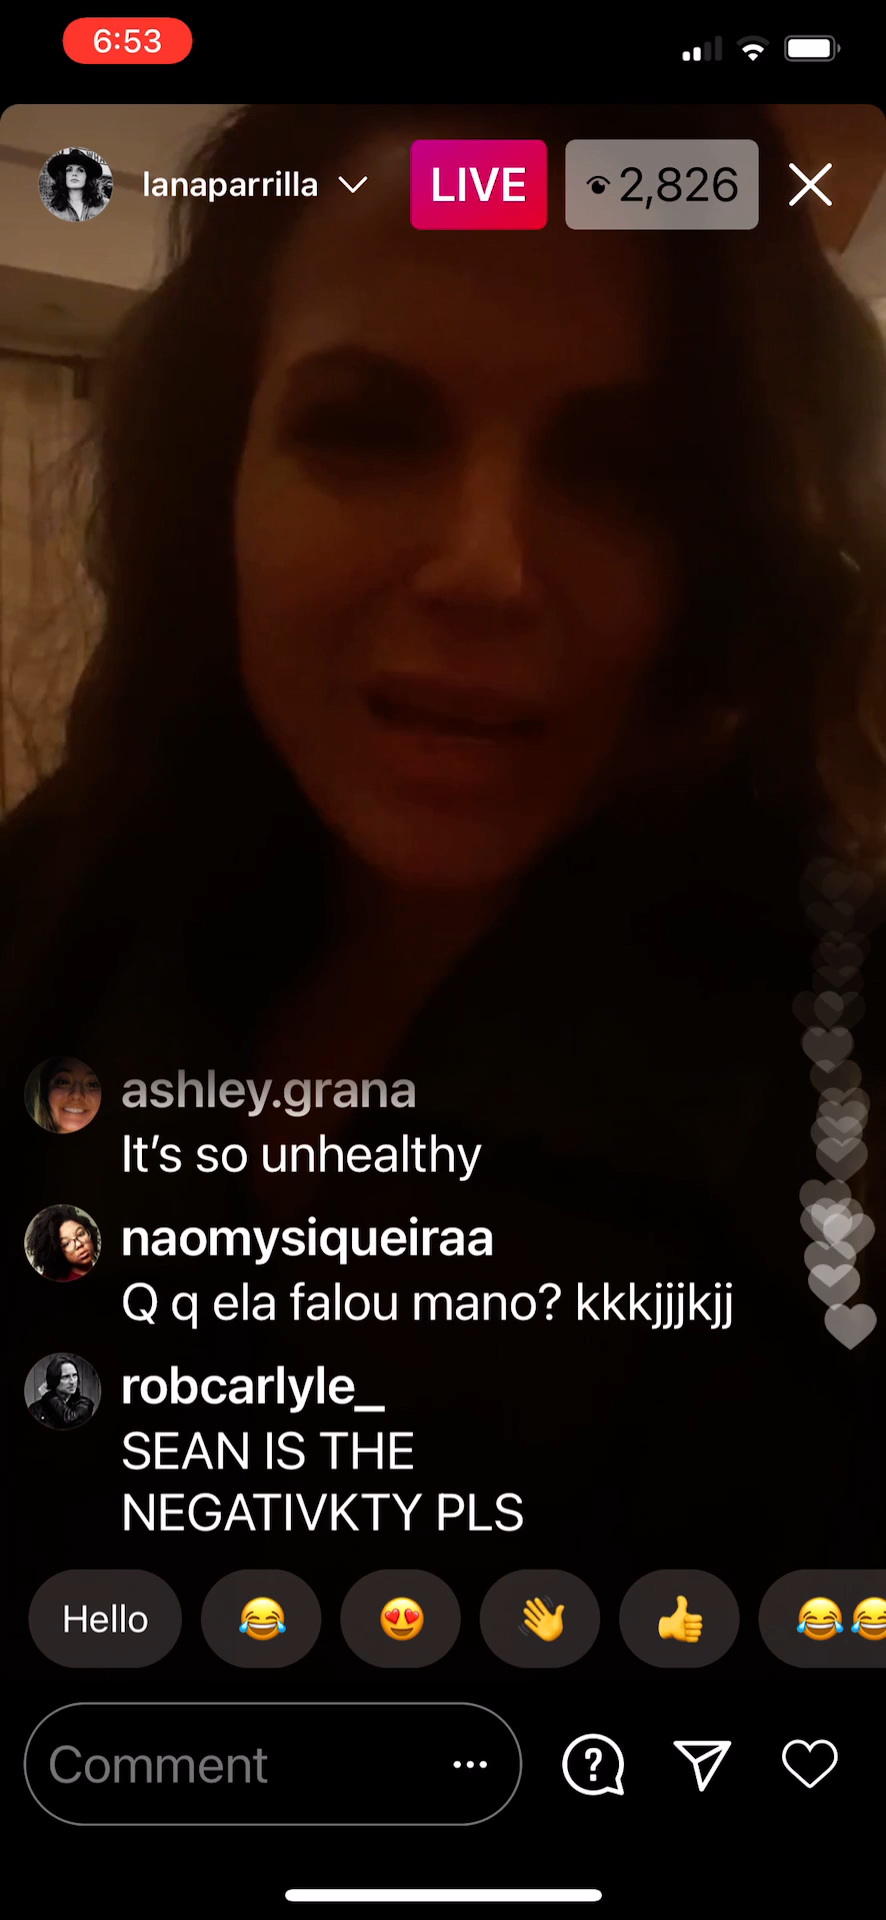 6:53
lanaparrilla
LIVE
2,826
ashley.grana
It's so unhealthy
naomysiqueiraa
Q q ela falou mano? kkkjjjkjj
robcarlyle_
SEAN IS THE
NEGATIVKTY PLS
Hello
Comment